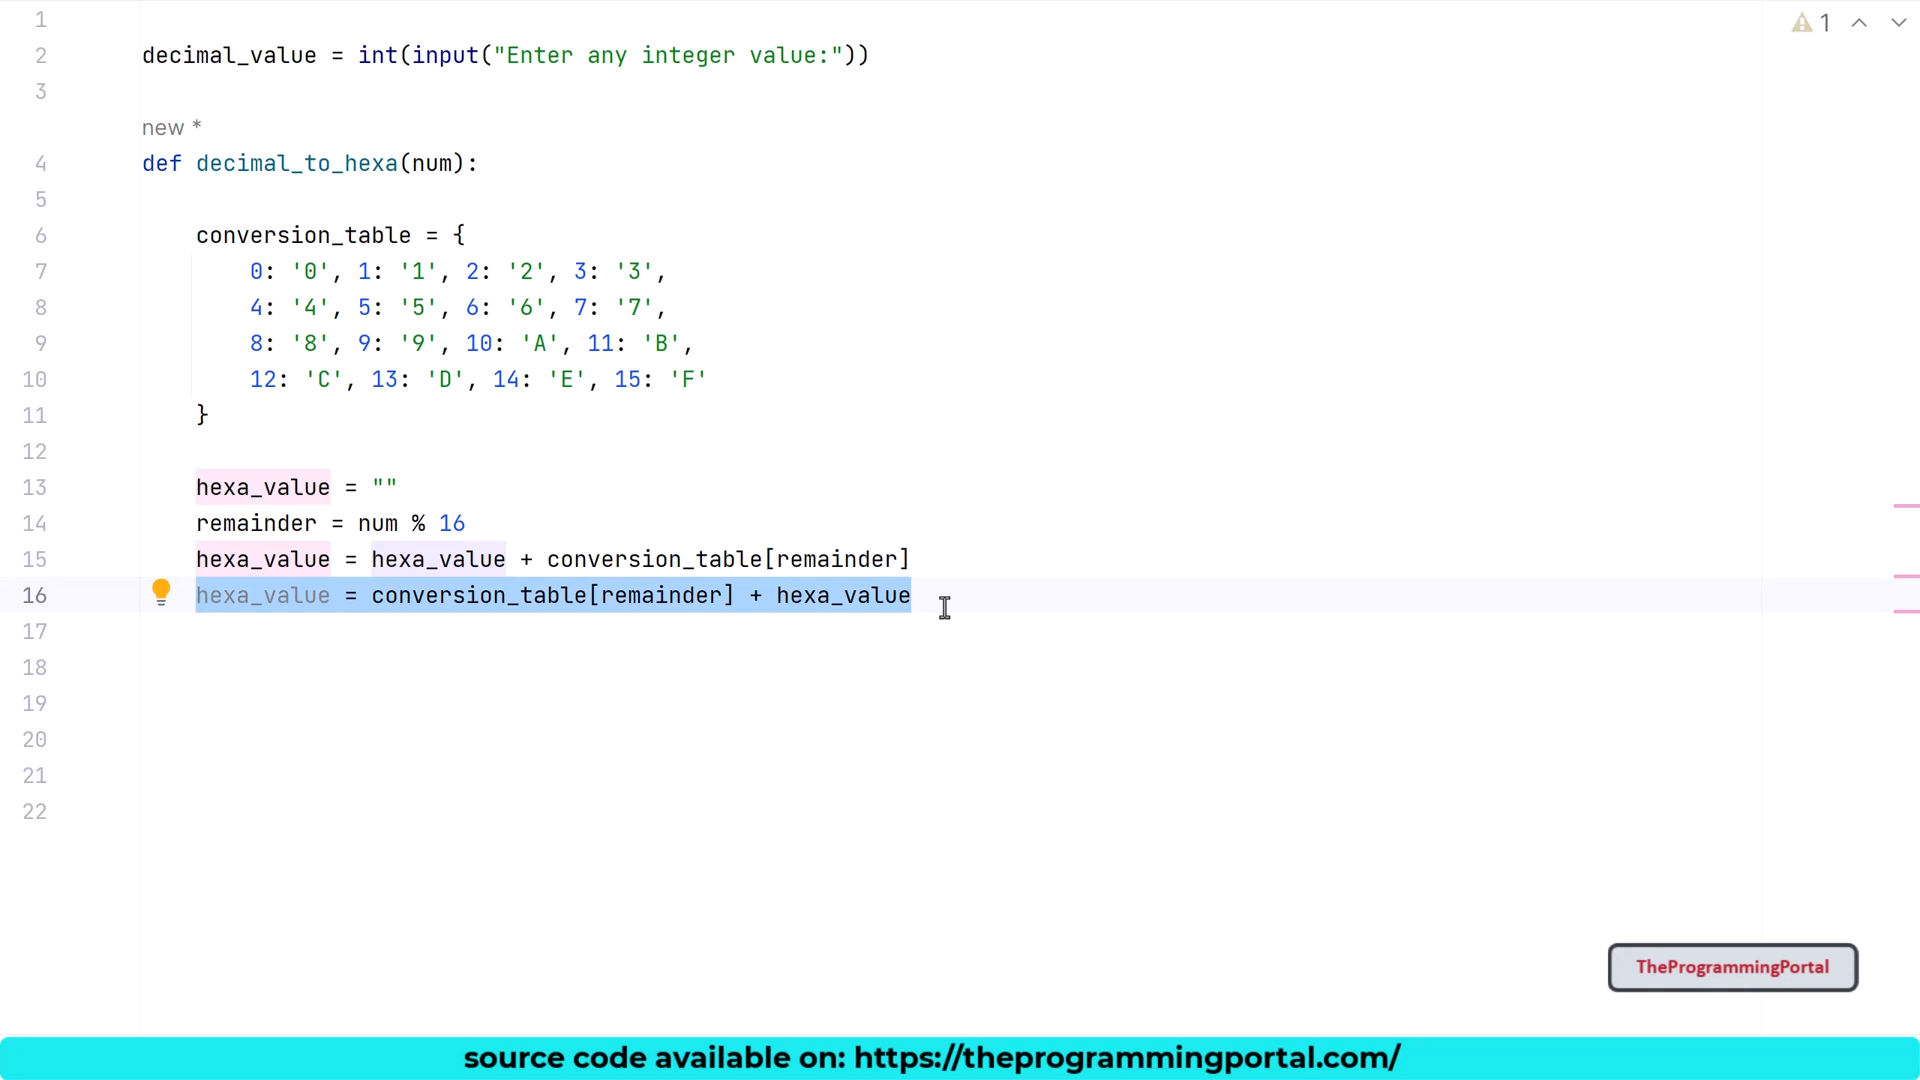 1
2 decimal_value = int(input("Enter any integer value:"))
3
new *
4 def decimal_to_hexa(num):
5
6     conversion_table = {
7         0: '0', 1: '1', 2: '2', 3: '3',
8         4: '4', 5: '5', 6: '6', 7: '7',
9         8: '8', 9: '9', 10: 'A', 11: 'B',
10         12: 'C', 13: 'D', 14: 'E', 15: 'F'
11     }
12
13     hexa_value = ""
14     remainder = num % 16
15     hexa_value = hexa_value + conversion_table[remainder]
16     hexa_value = conversion_table[remainder] + hexa_value
17
18
19
20
21
22
1
TheProgrammingPortal
source code available on: https://theprogrammingportal.com/